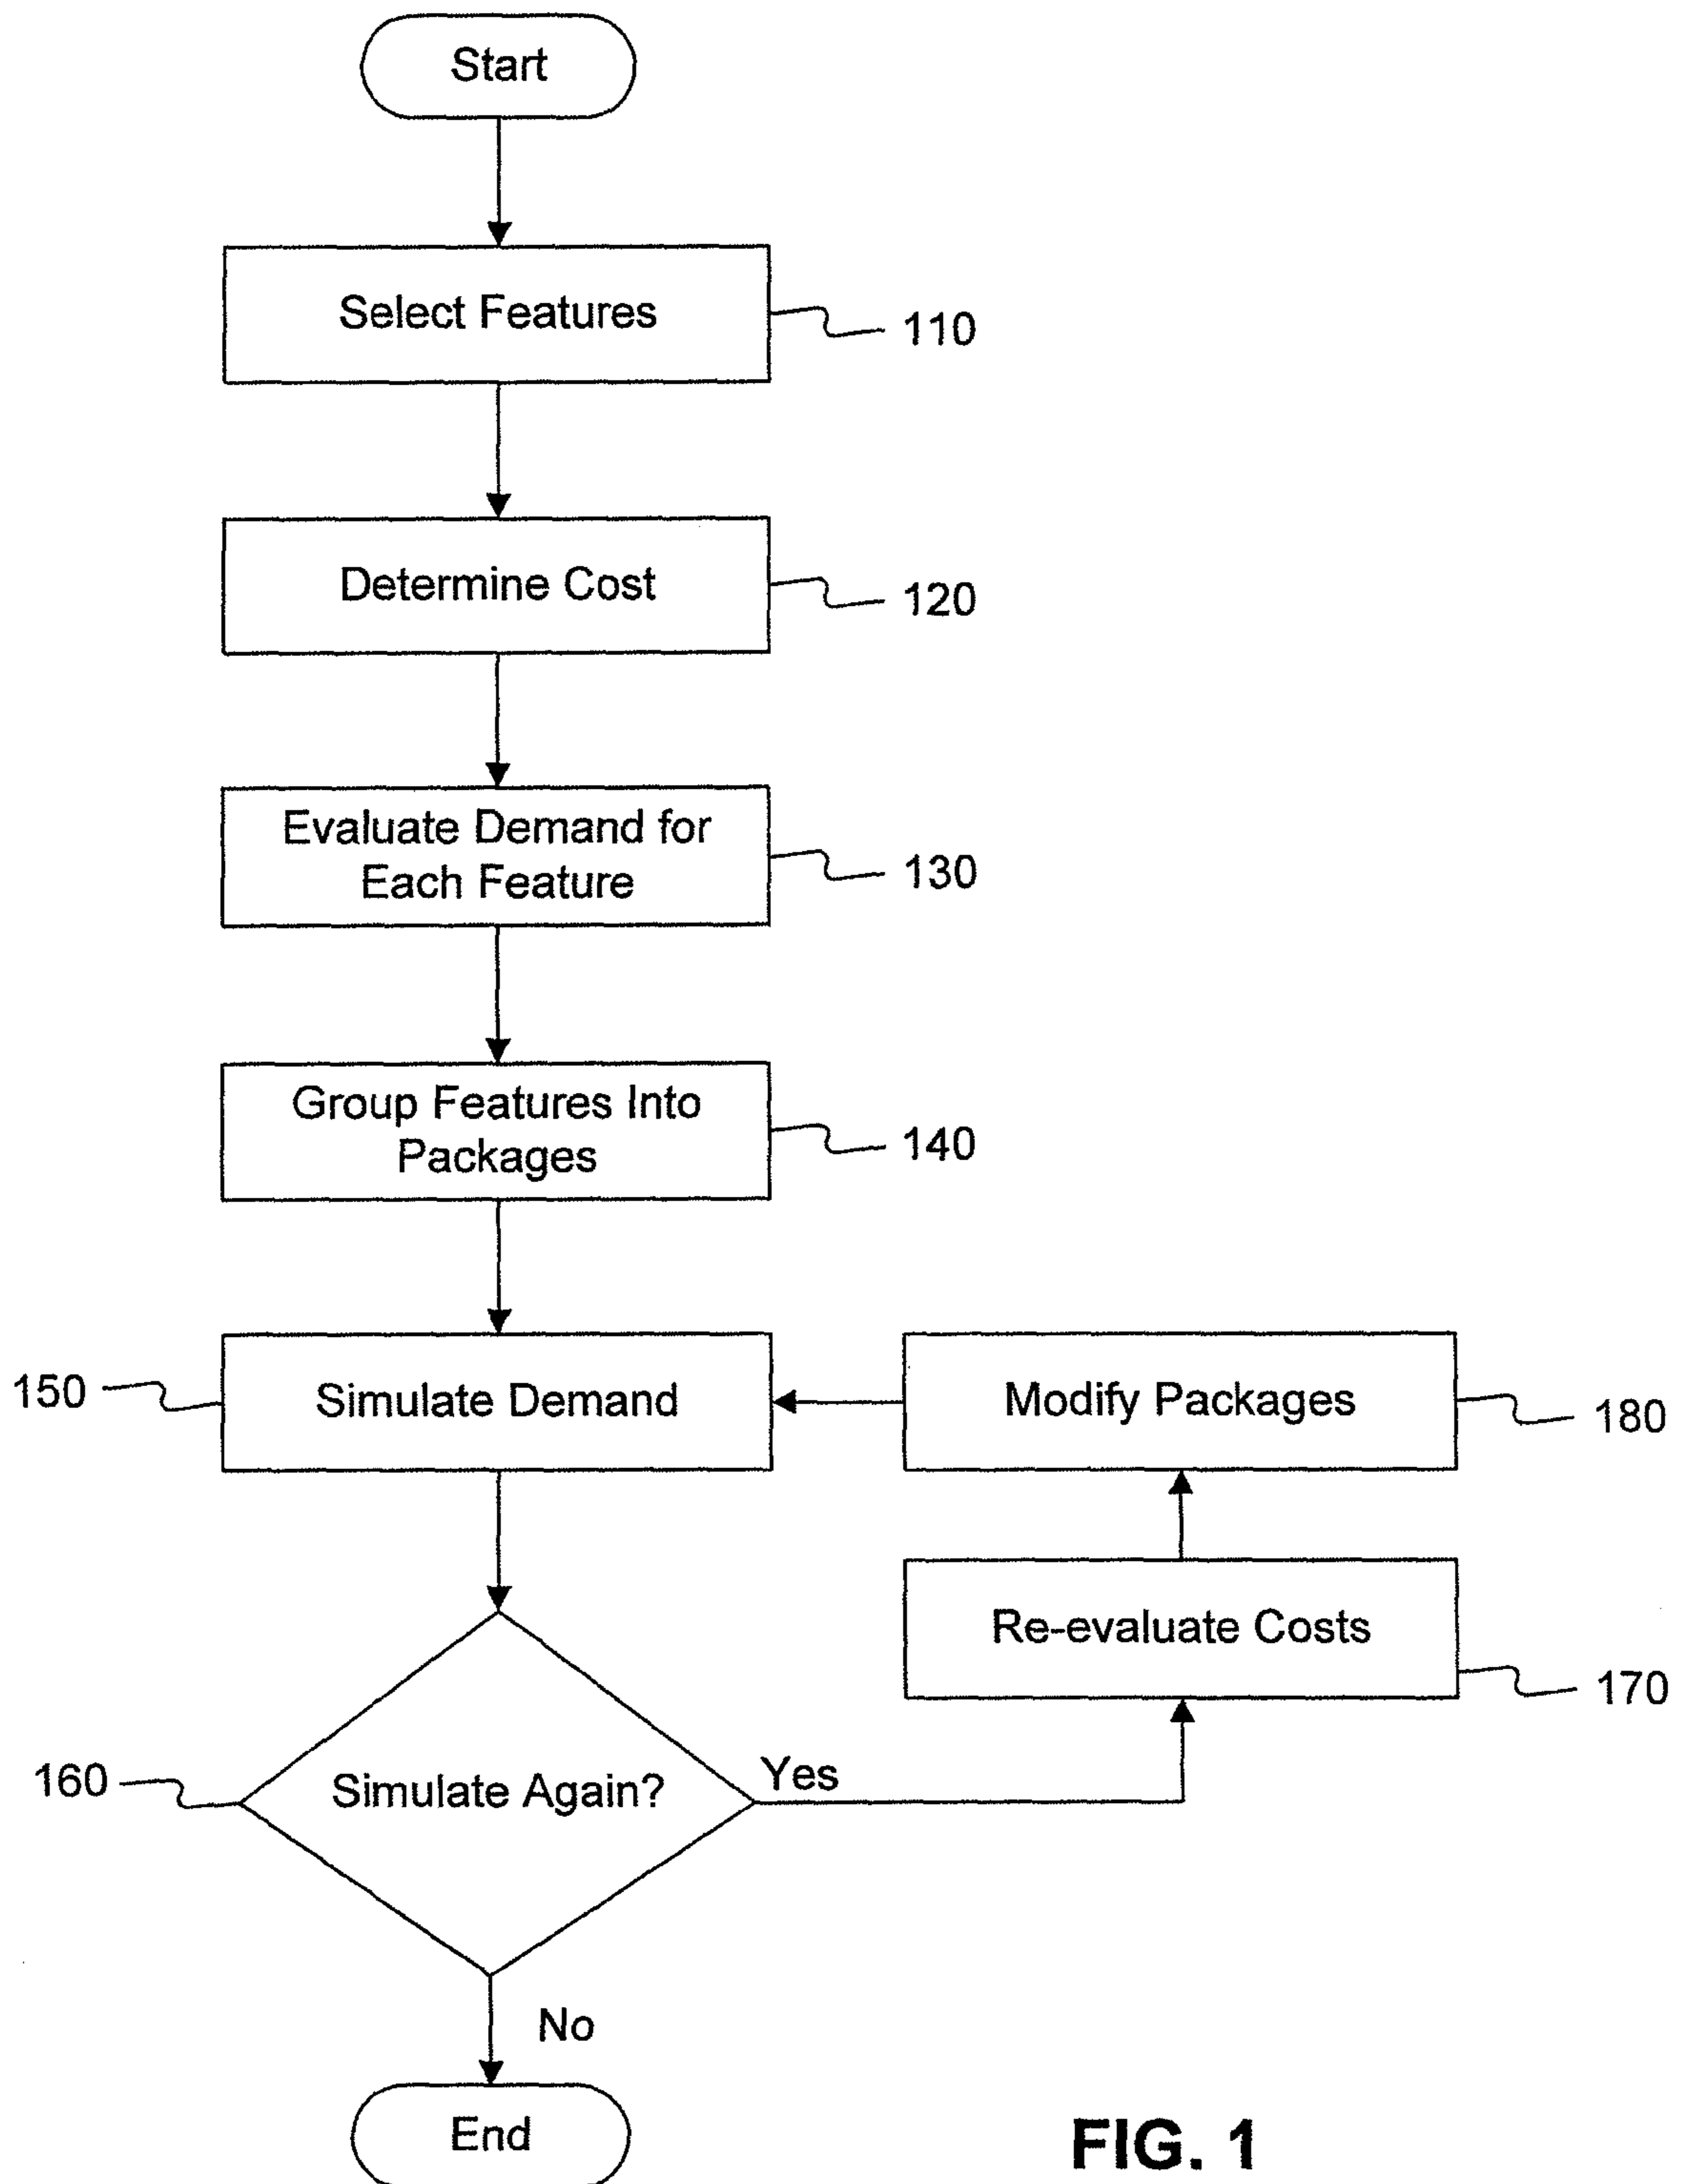 Start
Select Features
110
Determine Cost
120
Evaluate Demand for
Each Feature
130
Group Features Into
Packages
140
150
Simulate Demand
Modify Packages
180
Re-evaluate Costs
170
160
Simulate Again?
Yes
No
End
FIG. 1